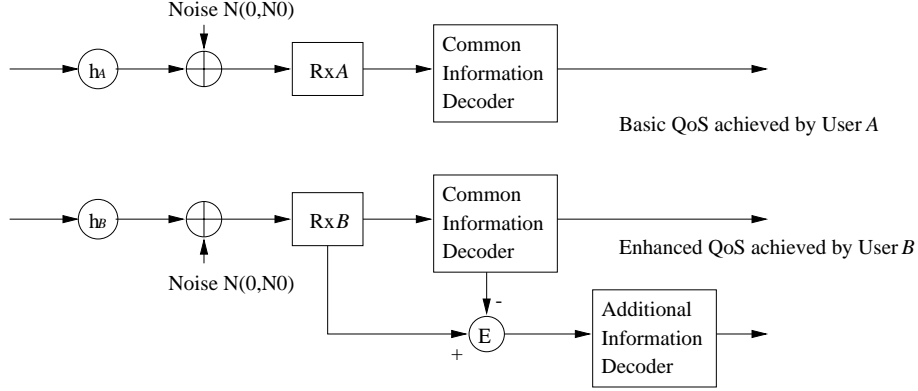 Noise N(0,N0)
hA
RxA
Common
Information
Decoder
Basic QoS achieved by User A
hB
RxB
Common
Information
Decoder
Enhanced QoS achieved by User B
Noise N(0,N0)
-
E
+
Additional
Information
Decoder